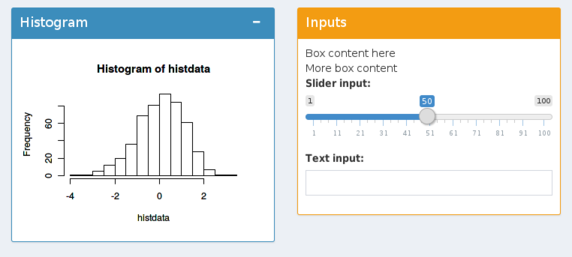 Histogram
Histogram of histdata
Frequency
60
20
0
-4 -2 0 2
histdata
Inputs
Box content here
More box content
Slider input:
1 50 100
1 11 21 31 41 51 61 71 81 91 100
Text input: